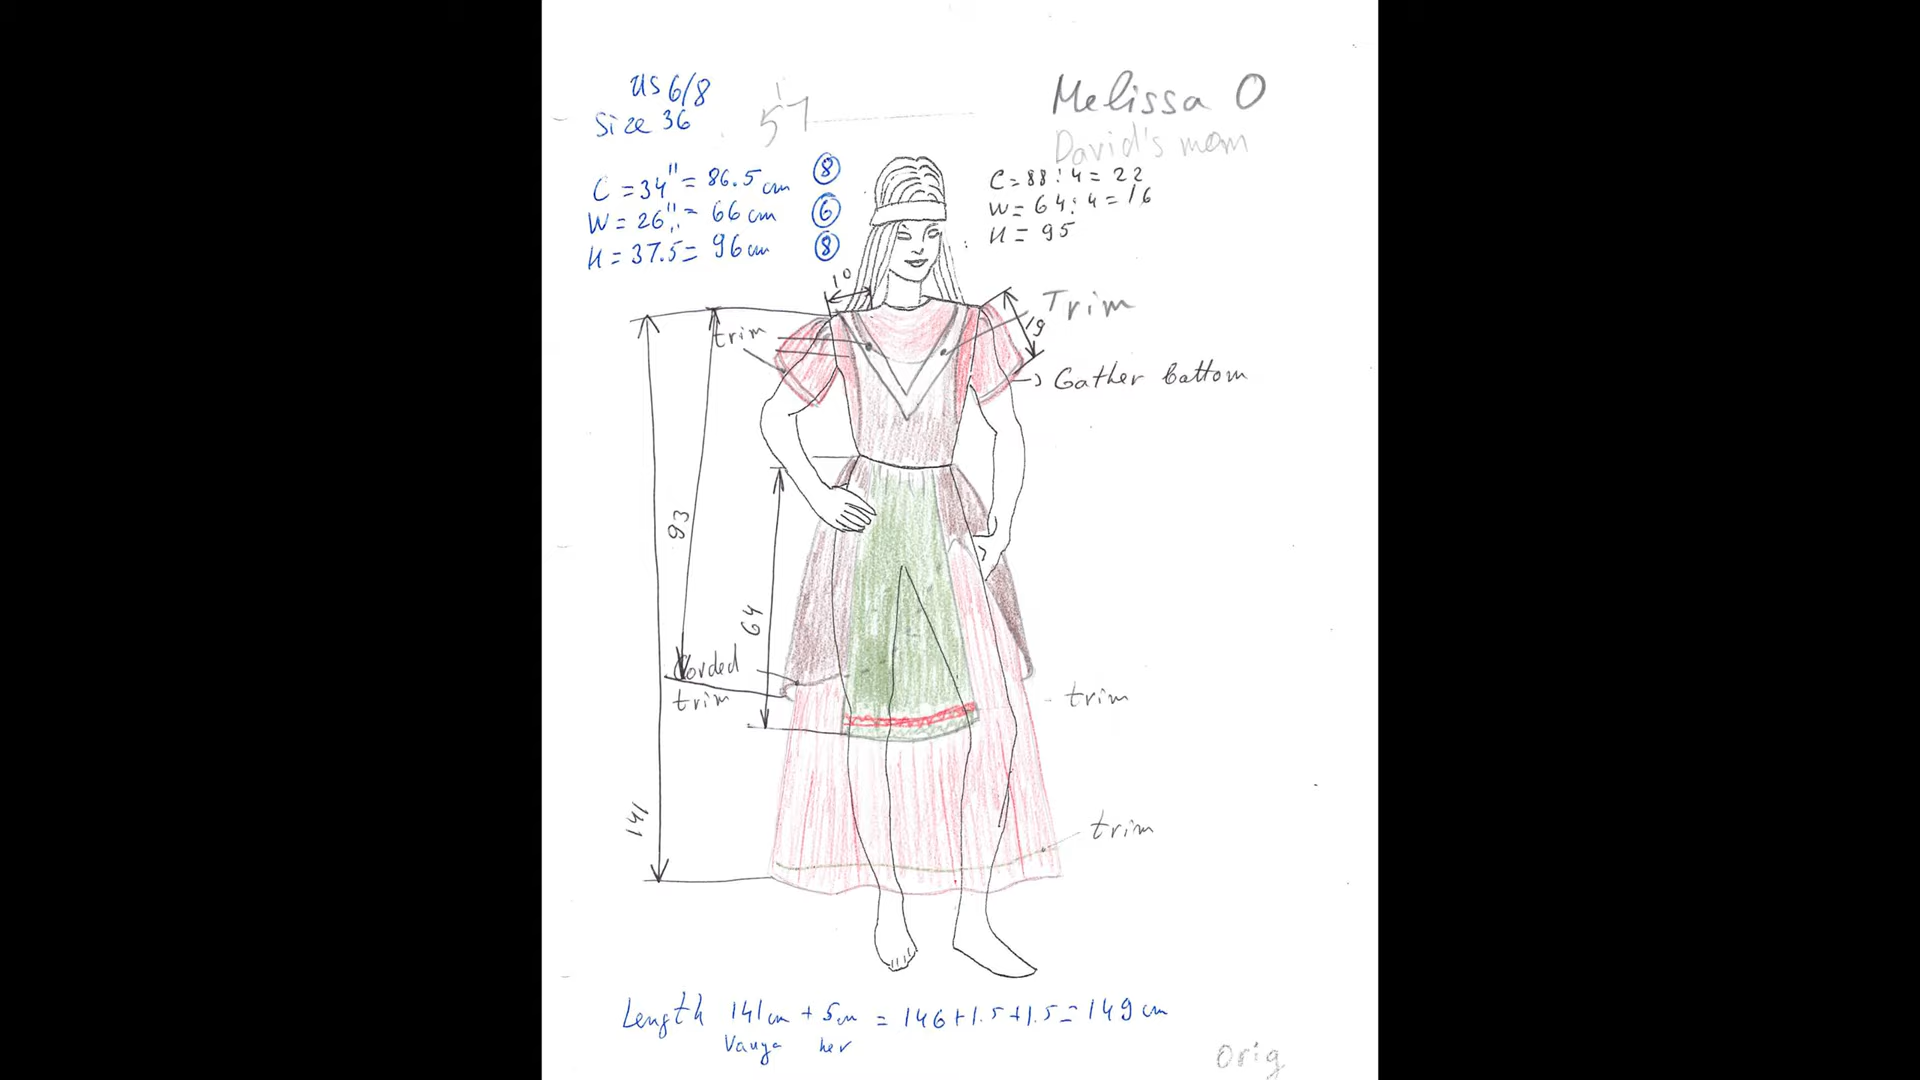 US 6/8
Size 36
5'7
Melissa O
David's mom
C = 34" = 86.5 cm 8
W = 26" = 66 cm 6
H = 37.5 = 96 cm 8
C = 88 : 4 = 22
W = 64 : 4 = 16
H = 95
10
Trim
19
trim
Gather bottom
93
64
Corded
trim
trim
141
trim
Length 141 cm + 5 cm = 146 + 1.5 + 1.5 = 149 cm
her
Orig